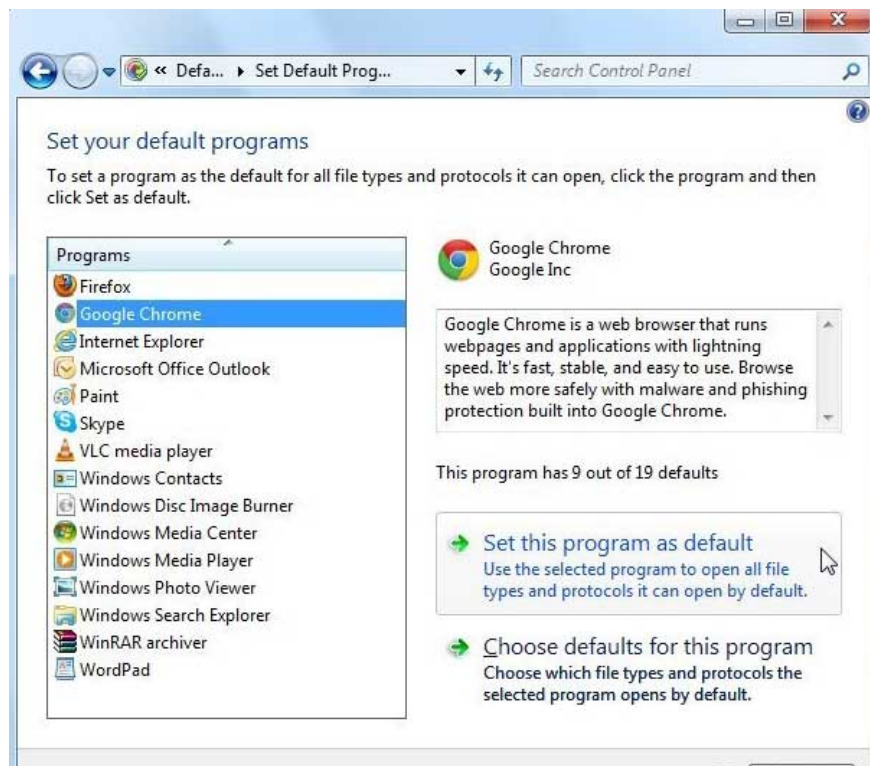 « Defa... ▸ Set Default Prog...
Search Control Panel
Set your default programs
To set a program as the default for all file types and protocols it can open, click the program and then
click Set as default.
Programs
Firefox
Google Chrome
Internet Explorer
Microsoft Office Outlook
Paint
Skype
VLC media player
Windows Contacts
Windows Disc Image Burner
Windows Media Center
Windows Media Player
Windows Photo Viewer
Windows Search Explorer
WinRAR archiver
WordPad
Google Chrome
Google Inc
Google Chrome is a web browser that runs
webpages and applications with lightning
speed. It's fast, stable, and easy to use. Browse
the web more safely with malware and phishing
protection built into Google Chrome.
This program has 9 out of 19 defaults
Set this program as default
Use the selected program to open all file
types and protocols it can open by default.
Choose defaults for this program
Choose which file types and protocols the
selected program opens by default.